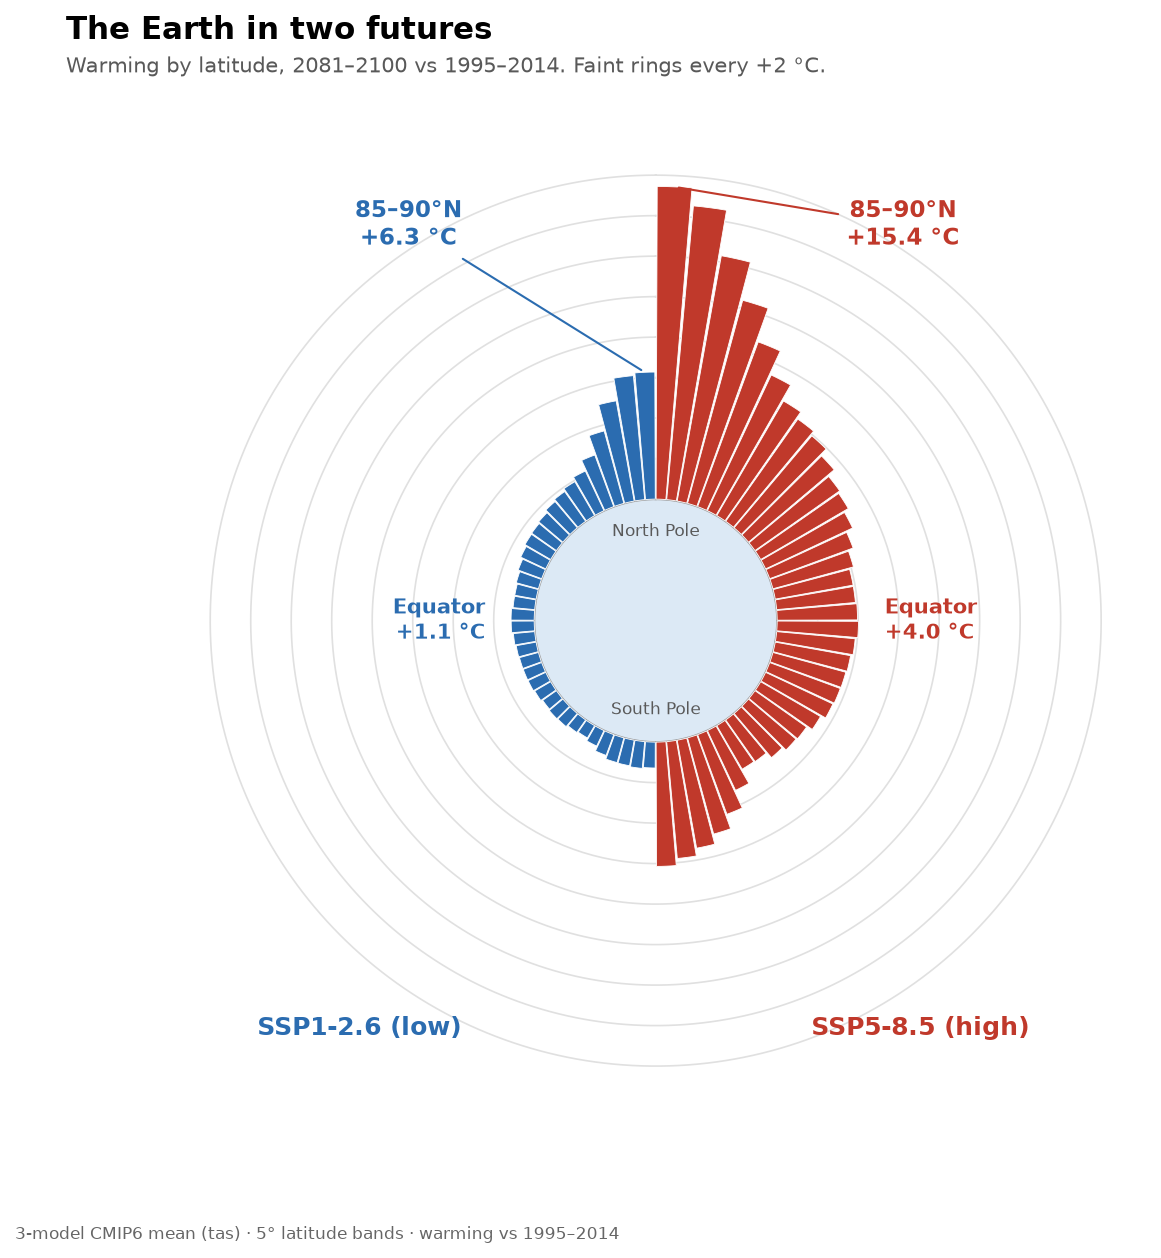 The Earth in two futures
Warming by latitude, 2081–2100 vs 1995–2014. Faint rings every +2 °C.
85–90°N
+6.3 °C
85–90°N
+15.4 °C
North Pole
Equator
+1.1 °C
Equator
+4.0 °C
South Pole
SSP1-2.6 (low)
SSP5-8.5 (high)
3-model CMIP6 mean (tas) · 5° latitude bands · warming vs 1995–2014